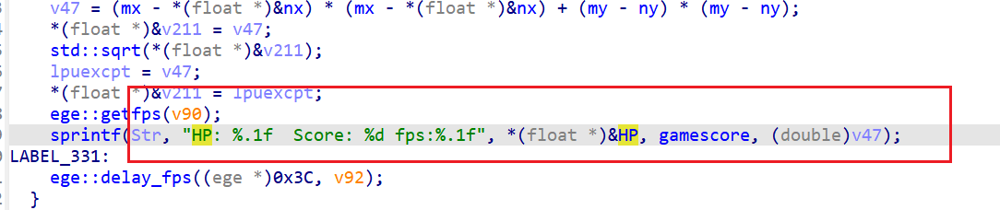 v47 = (mx - *(float *)&nx) * (mx - *(float *)&nx) + (my - ny) * (my - ny);
*(float *)&v211 = v47;
std::sqrt(*(float *)&v211);
lpuexcpt = v47;
*(float *)&v211 = lpuexcpt;
ege::getfps(v90);
sprintf(Str, "HP: %.1f  Score: %d fps:%.1f", *(float *)&HP, gamescore, (double)v47);
LABEL_331:
ege::delay_fps((ege *)0x3C, v92);
}